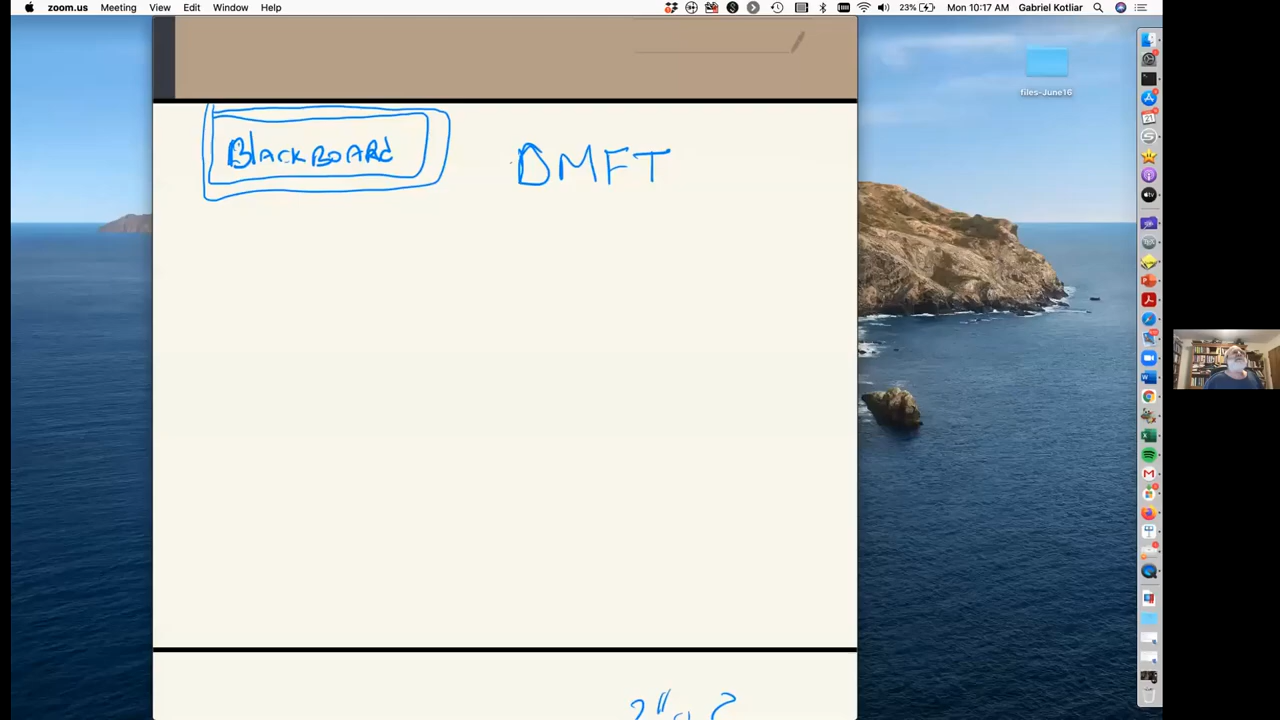 zoom.us Meeting View Edit Window Help 23% Mon 10:17 AM Gabriel Kotliar
files-June16
BlackBOARd DMFT